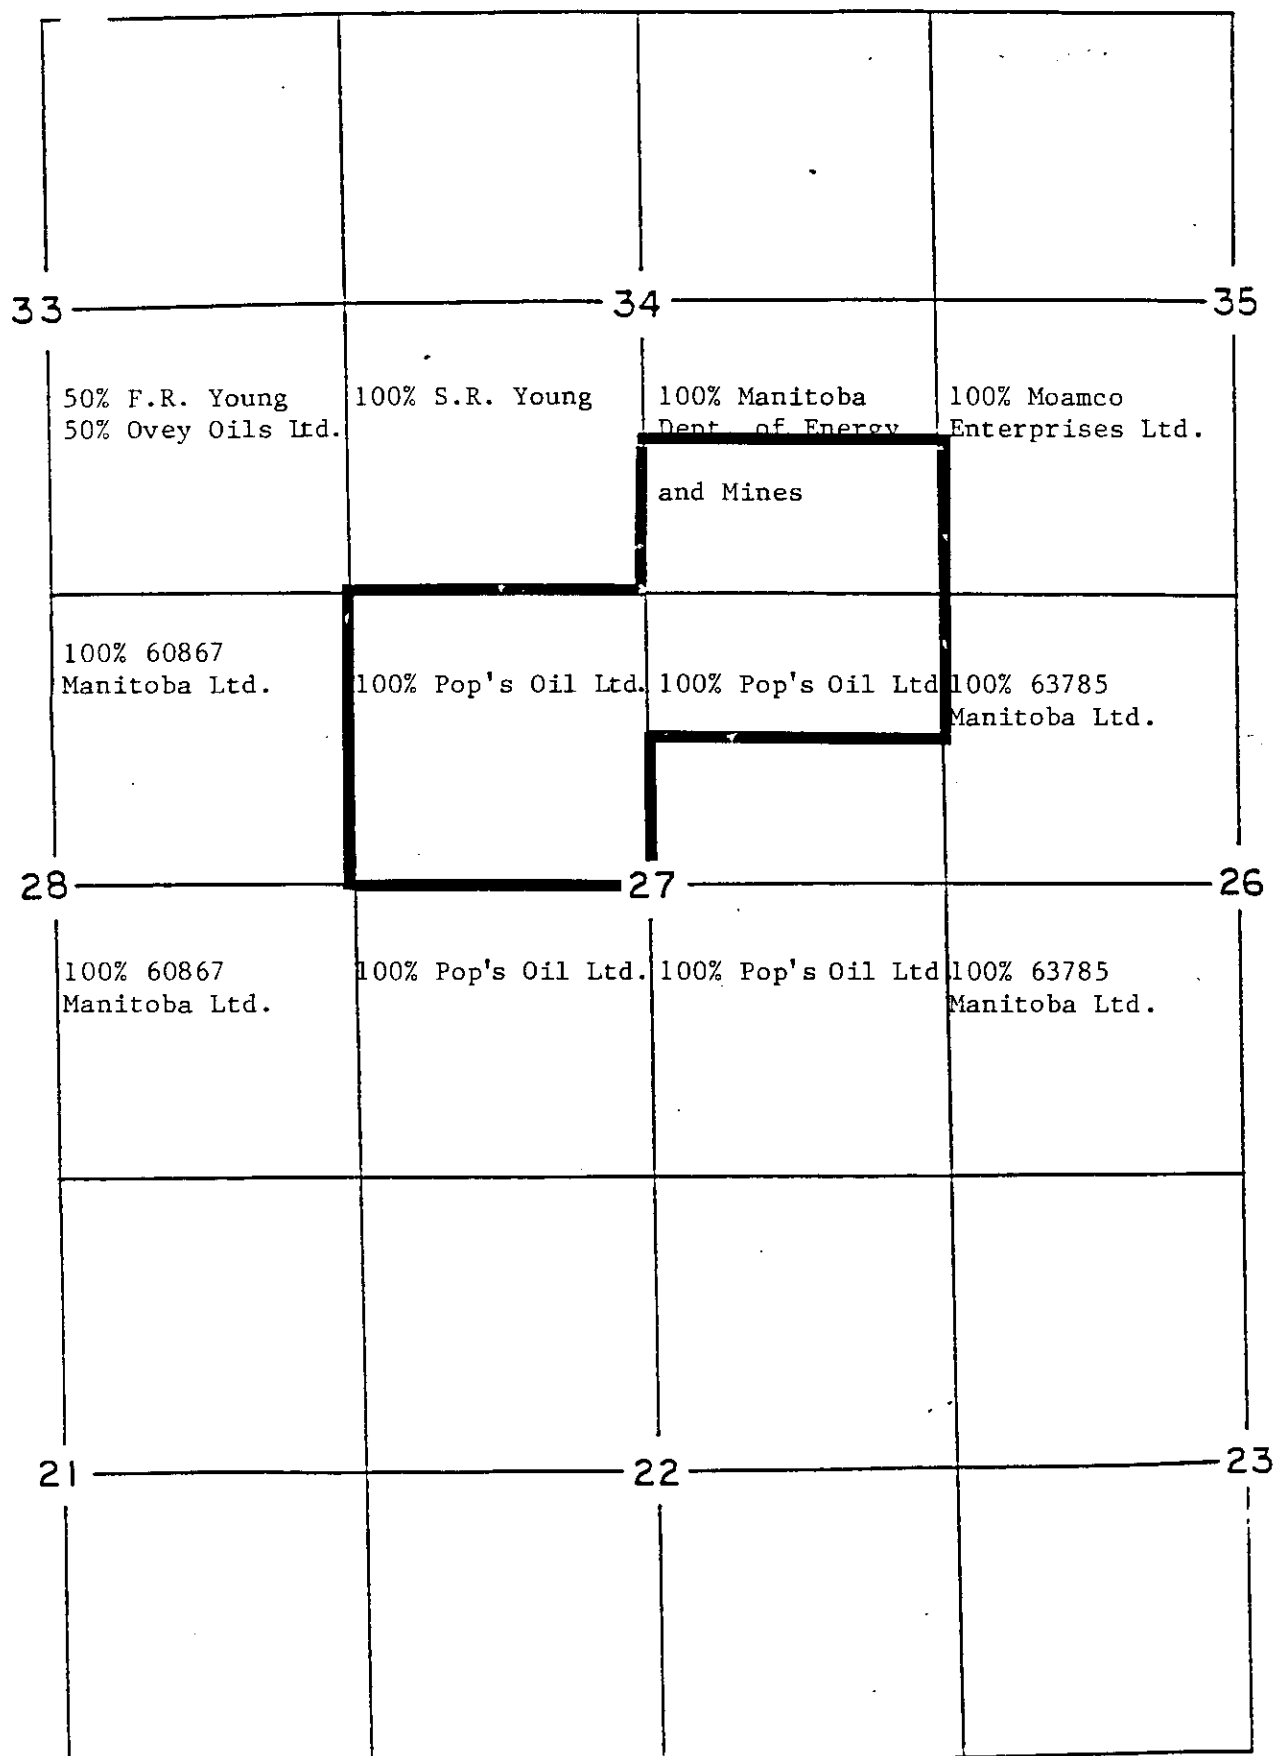 33 34 35
50% F.R. Young
50% Ovey Oils Ltd.
100% S.R. Young
100% Manitoba
Dept. of Energy
and Mines
100% Moamco
Enterprises Ltd.
100% 60867
Manitoba Ltd.
100% Pop's Oil Ltd.
100% Pop's Oil Ltd
100% 63785
Manitoba Ltd.
28 27 26
100% 60867
Manitoba Ltd.
100% Pop's Oil Ltd.
100% Pop's Oil Ltd
100% 63785
Manitoba Ltd.
21 22 23